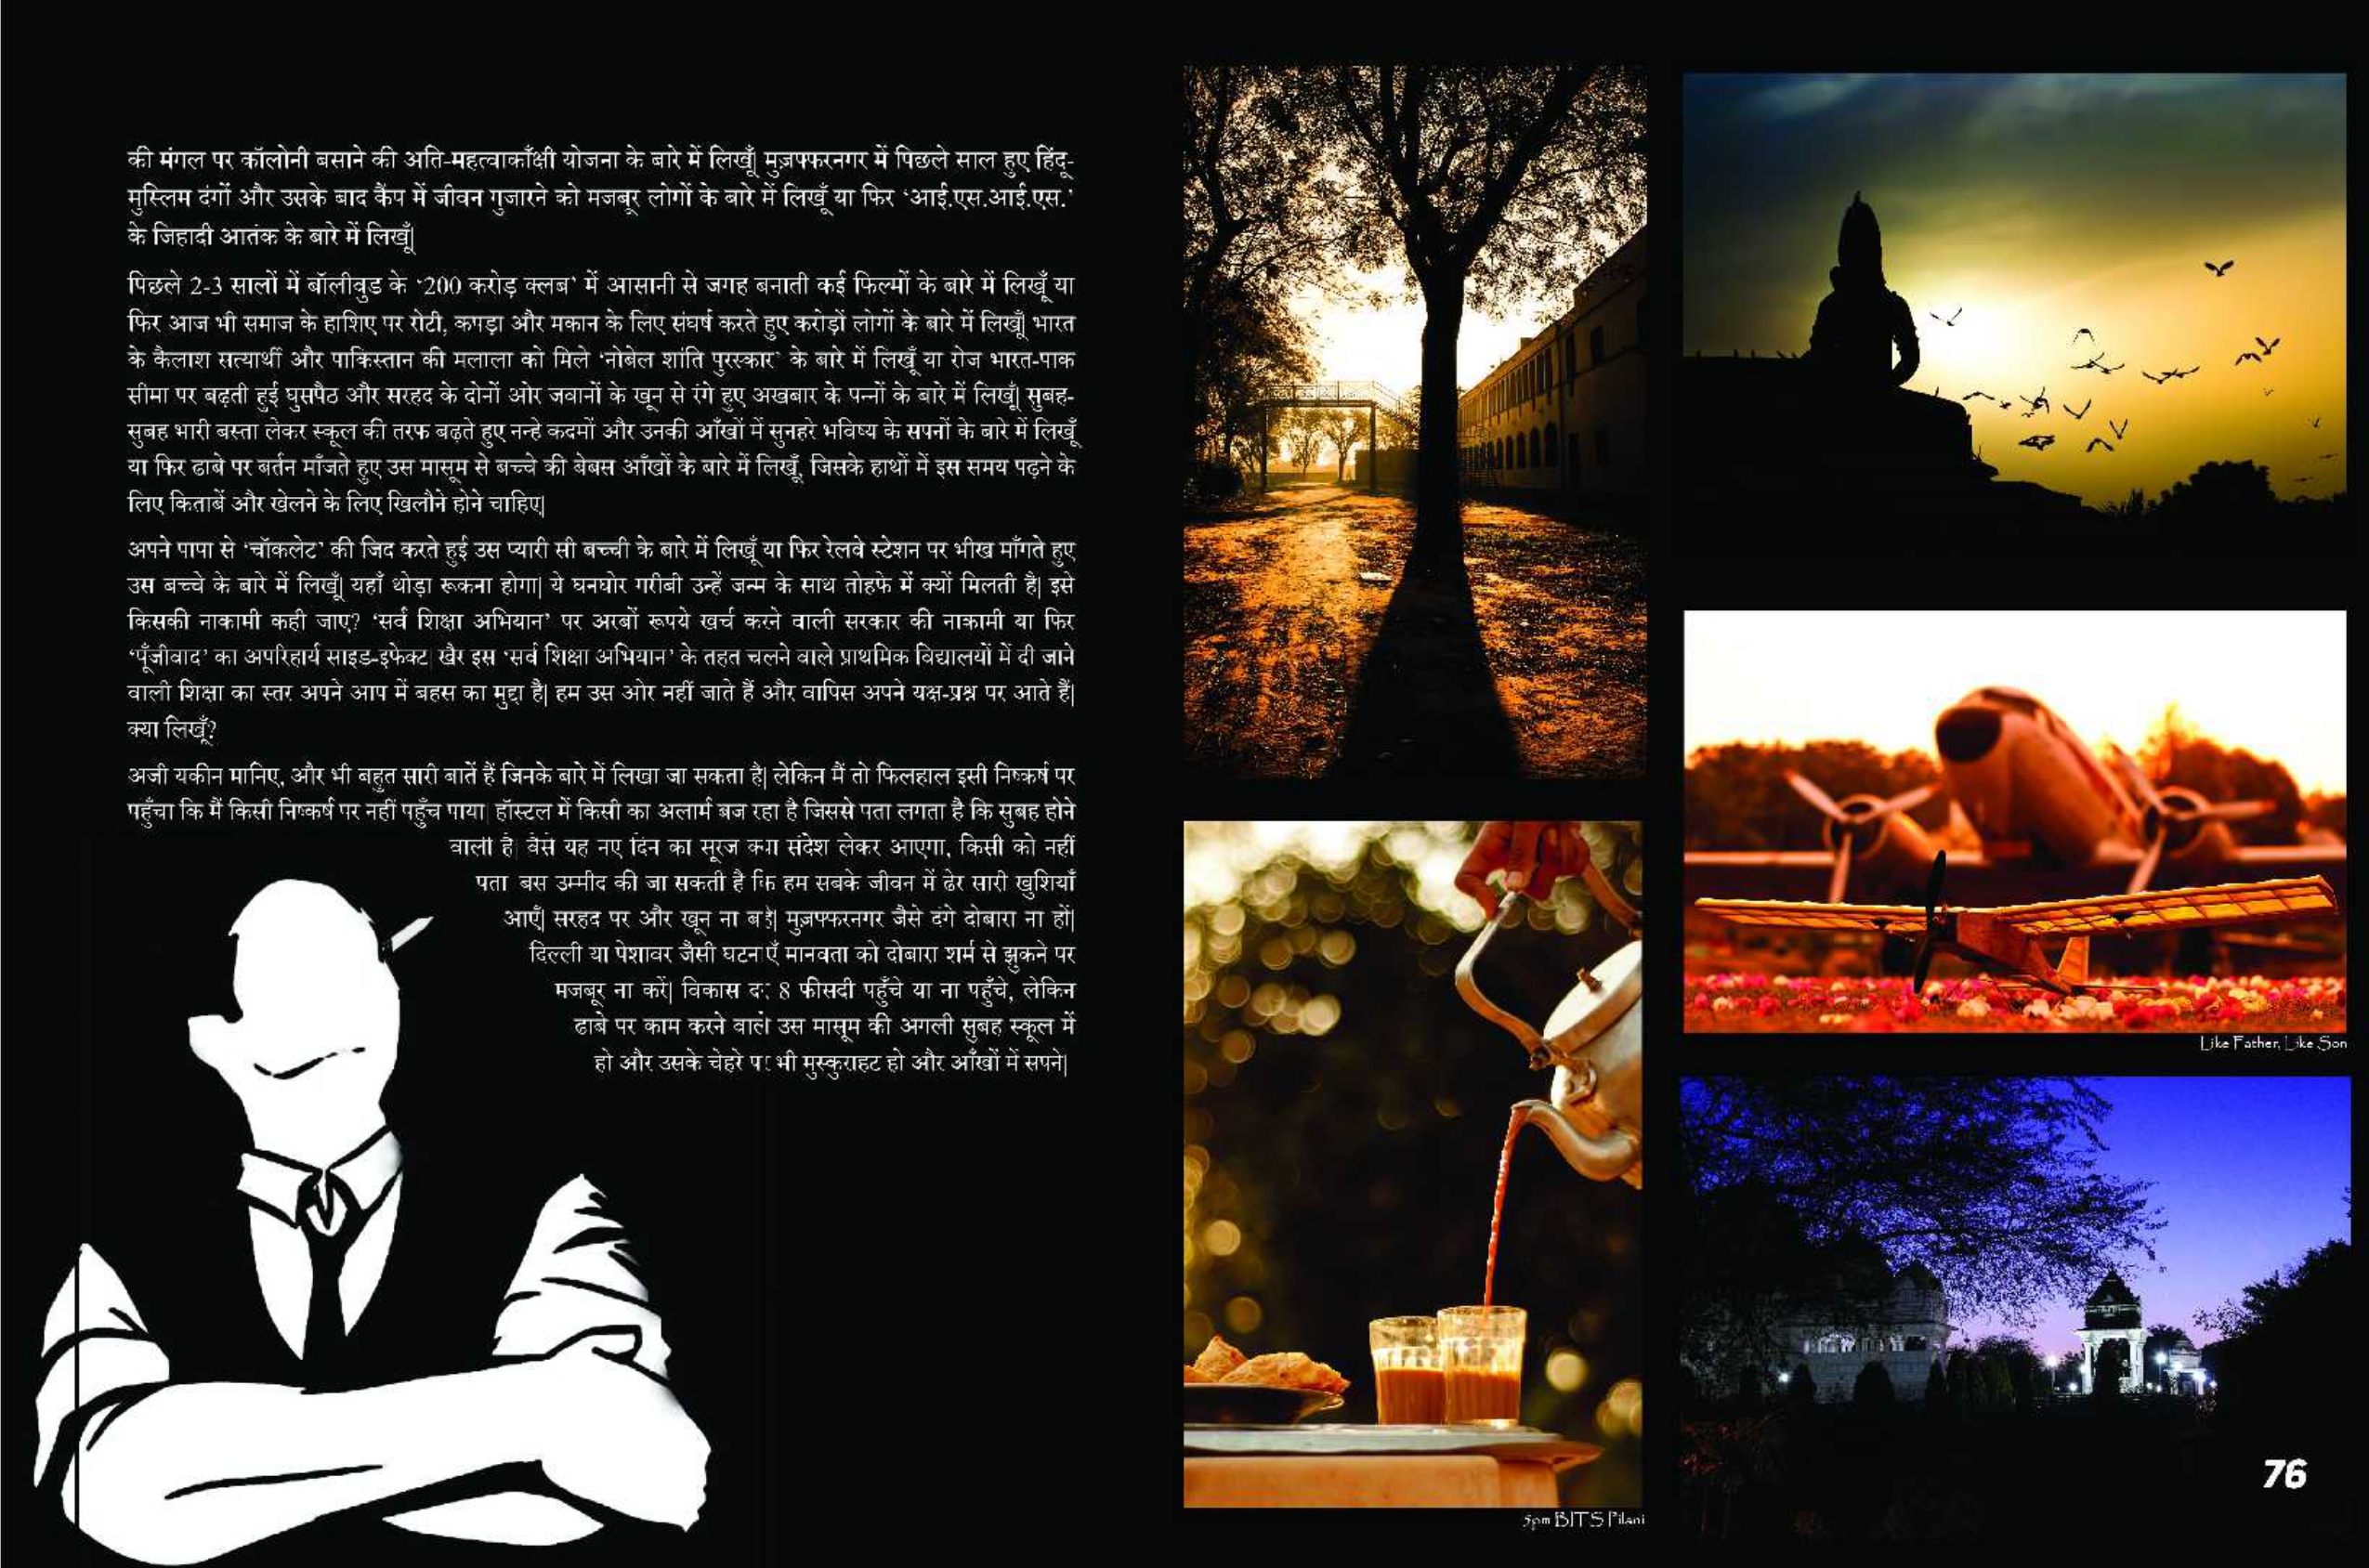 की मंगल पर कॉलोनी बसाने की अति-महत्वाकाँक्षी योजना के बारे में लिखूँ| मुज़फ्फरनगर में पिछले साल हुए हिंदू-
मुस्लिम दंगों और उसके बाद कैंप में जीवन गुजारने को मजबूर लोगों के बारे में लिखूँ या फिर ‘आई.एस.आई.एस.’
के जिहादी आतंक के बारे में लिखूँ|
पिछले 2-3 सालों में बॉलीवुड के ‘200 करोड़ क्लब’ में आसानी से जगह बनाती कई फिल्मों के बारे में लिखूँ या
फिर आज भी समाज के हाशिए पर रोटी, कपड़ा और मकान के लिए संघर्ष करते हुए करोड़ों लोगों के बारे में लिखूँ| भारत
के कैलाश सत्यार्थी और पाकिस्तान की मलाला को मिले ‘नोबेल शांति पुरस्कार’ के बारे में लिखूँ या रोज भारत-पाक
सीमा पर बढ़ती हुई घुसपैठ और सरहद के दोनों ओर जवानों के खून से रंगे हुए अखबार के पन्नों के बारे में लिखूँ| सुबह-
सुबह भारी बस्ता लेकर स्कूल की तरफ बढ़ते हुए नन्हे कदमों और उनकी आँखों में सुनहरे भविष्य के सपनों के बारे में लिखूँ
या फिर ढाबे पर बर्तन माँजते हुए उस मासूम से बच्चे की बेबस आँखों के बारे में लिखूँ, जिसके हाथों में इस समय पढ़ने के
लिए किताबें और खेलने के लिए खिलौने होने चाहिए|
अपने पापा से ‘चॉकलेट’ की जिद करते हुई उस प्यारी सी बच्ची के बारे में लिखूँ या फिर रेलवे स्टेशन पर भीख माँगते हुए
उस बच्चे के बारे में लिखूँ| यहाँ थोड़ा रूकना होगा| ये घनघोर गरीबी उन्हें जन्म के साथ तोहफे में क्यों मिलती है| इसे
किसकी नाकामी कही जाए? ‘सर्व शिक्षा अभियान’ पर अरबों रूपये खर्च करने वाली सरकार की नाकामी या फिर
‘पूँजीवाद’ का अपरिहार्य साइड-इफेक्ट| खैर इस ‘सर्व शिक्षा अभियान’ के तहत चलने वाले प्राथमिक विद्यालयों में दी जाने
वाली शिक्षा का स्तर अपने आप में बहस का मुद्दा है| हम उस ओर नहीं जाते हैं और वापिस अपने यक्ष-प्रश्न पर आते हैं|
क्या लिखूँ?
अजी यकीन मानिए, और भी बहुत सारी बातें हैं जिनके बारे में लिखा जा सकता है| लेकिन मैं तो फिलहाल इसी निष्कर्ष पर
पहुँचा कि मैं किसी निष्कर्ष पर नहीं पहुँच पाया| हॉस्टल में किसी का अलार्म बज रहा है जिससे पता लगता है कि सुबह होने
वाली है| वैसे यह नए दिन का सूरज क्या संदेश लेकर आएगा, किसी को नहीं
पता बस उम्मीद की जा सकती है कि हम सबके जीवन में ढेर सारी खुशियाँ
आएँ| सरहद पर और खून ना बहे| मुज़फ्फरनगर जैसे दंगे दोबारा ना हों|
दिल्ली या पेशावर जैसी घटनाएँ मानवता को दोबारा शर्म से झुकने पर
मजबूर ना करें| विकास दर 8 फीसदी पहुँचे या ना पहुँचे, लेकिन
ढाबे पर काम करने वाले उस मासूम की अगली सुबह स्कूल में
हो और उसके चेहरे पर भी मुस्कुराहट हो और आँखों में सपने|
Like Father, Like Son
5pm BITS Pilani
76